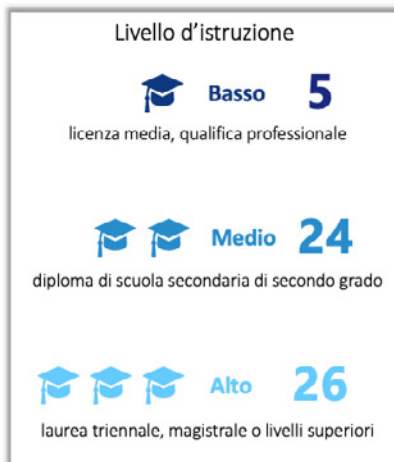 Livello d’istruzione
Basso 5
licenza media, qualifica professionale
Medio 24
diploma di scuola secondaria di secondo grado
Alto 26
laurea triennale, magistrale o livelli superiori